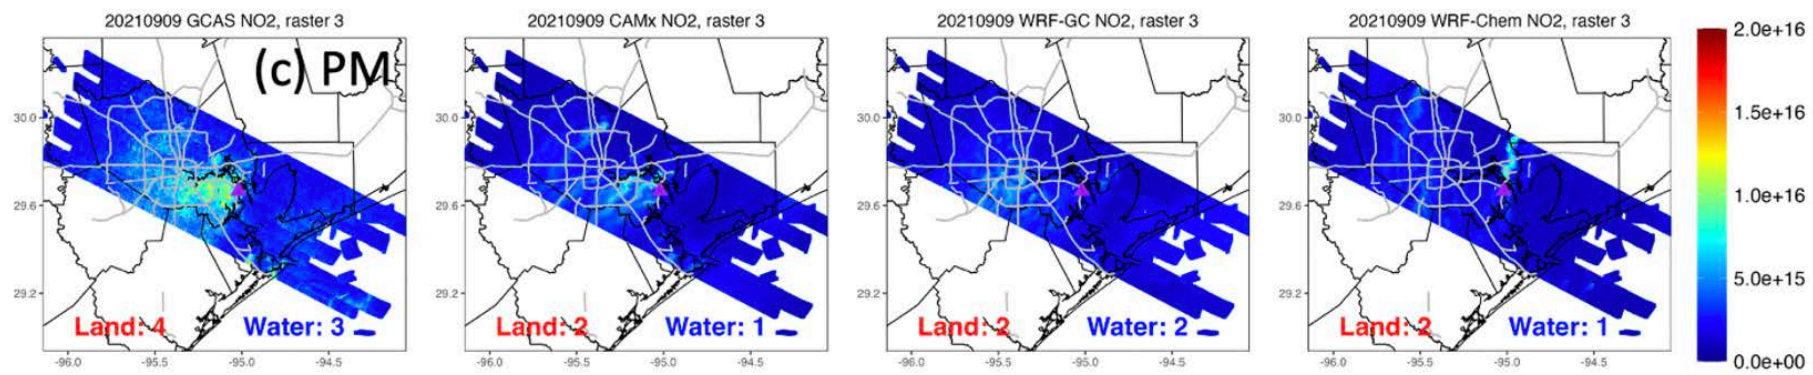 20210909 GCAS NO2, raster 3
20210909 CAMx NO2, raster 3
20210909 WRF-GC NO2, raster 3
20210909 WRF-Chem NO2, raster 3
(c) PM
30.0
29.6
29.2
Land: 4
Water: 3
-96.0
-95.5
-95.0
-94.5
30.0
29.6
29.2
Land: 2
Water: 1
-96.0
-95.5
-95.0
-94.5
30.0
29.6
29.2
Land: 2
Water: 2
-96.0
-95.5
-95.0
-94.5
30.0
29.6
29.2
Land: 2
Water: 1
-96.0
-95.5
-95.0
-94.5
2.0e+16
1.5e+16
1.0e+16
5.0e+15
0.0e+00